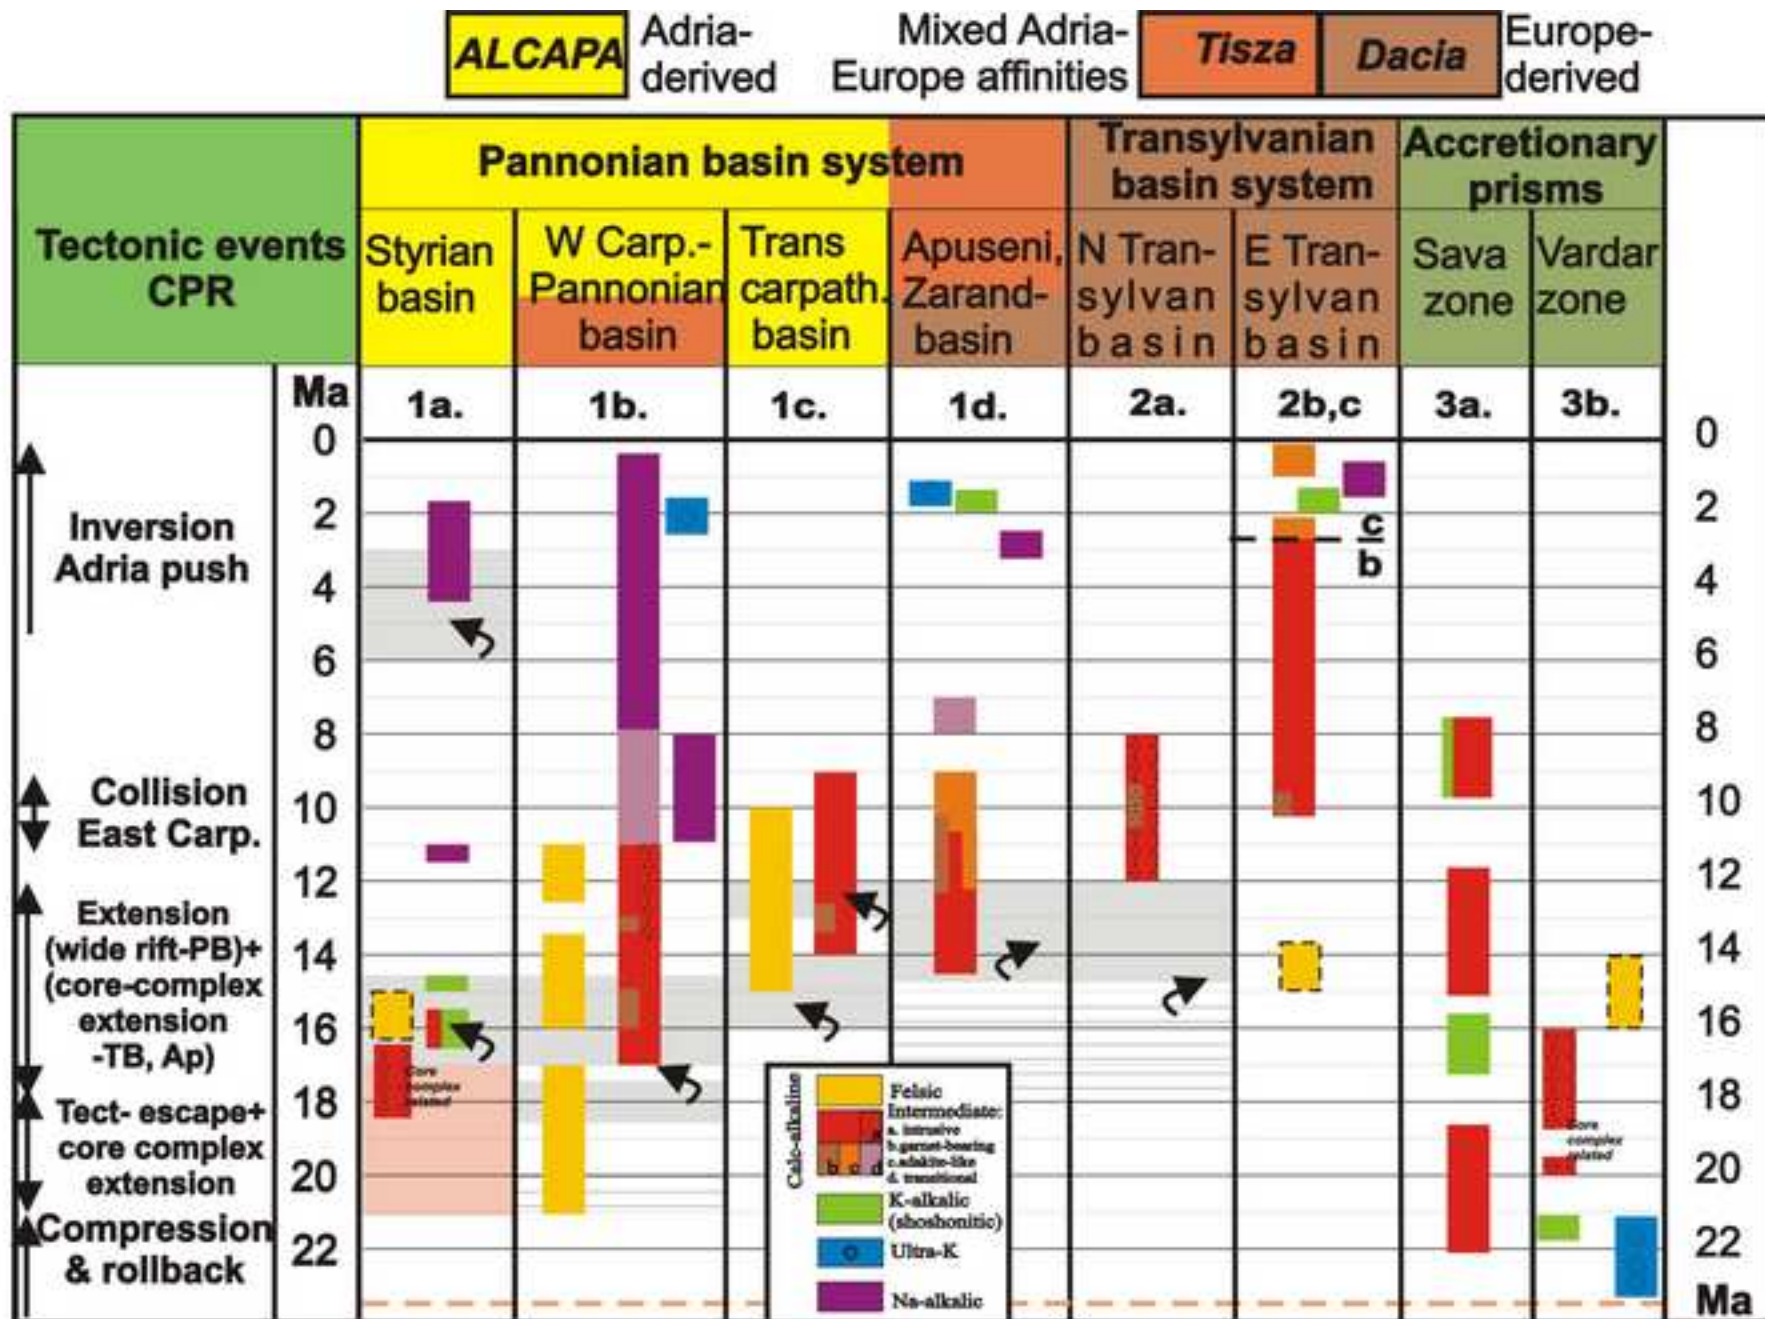 ALCAPA
Adria-
derived
Mixed Adria-
Europe affinities
Tisza
Dacia
Europe-
derived
Tectonic events
CPR
Pannonian basin system
Transylvanian
basin system
Accretionary
prisms
Styrian
basin
W Carp.-
Pannonian
basin
Trans
carpath.
basin
Apuseni,
Zarand-
basin
N Tran-
sylvan
basin
E Tran-
sylvan
basin
Sava
zone
Vardar
zone
Ma
1a.
1b.
1c.
1d.
2a.
2b,c
3a.
3b.
0
2
4
6
8
10
12
14
16
18
20
22
Inversion
Adria push
Collision
East Carp.
Extension
(wide rift-PB)+
(core-complex
extension
-TB, Ap)
Tect- escape+
core complex
extension
Compression
& rollback
Core
complex
related
c
b
Core
complex
related
Calc-alkaline
Felsic
Intermediate:
a. intrusive
b.garnet-bearing
c.adakite-like
d. transitional
a
b
c
d
K-alkalic
(shoshonitic)
Ultra-K
Na-alkalic
0
2
4
6
8
10
12
14
16
18
20
22
Ma